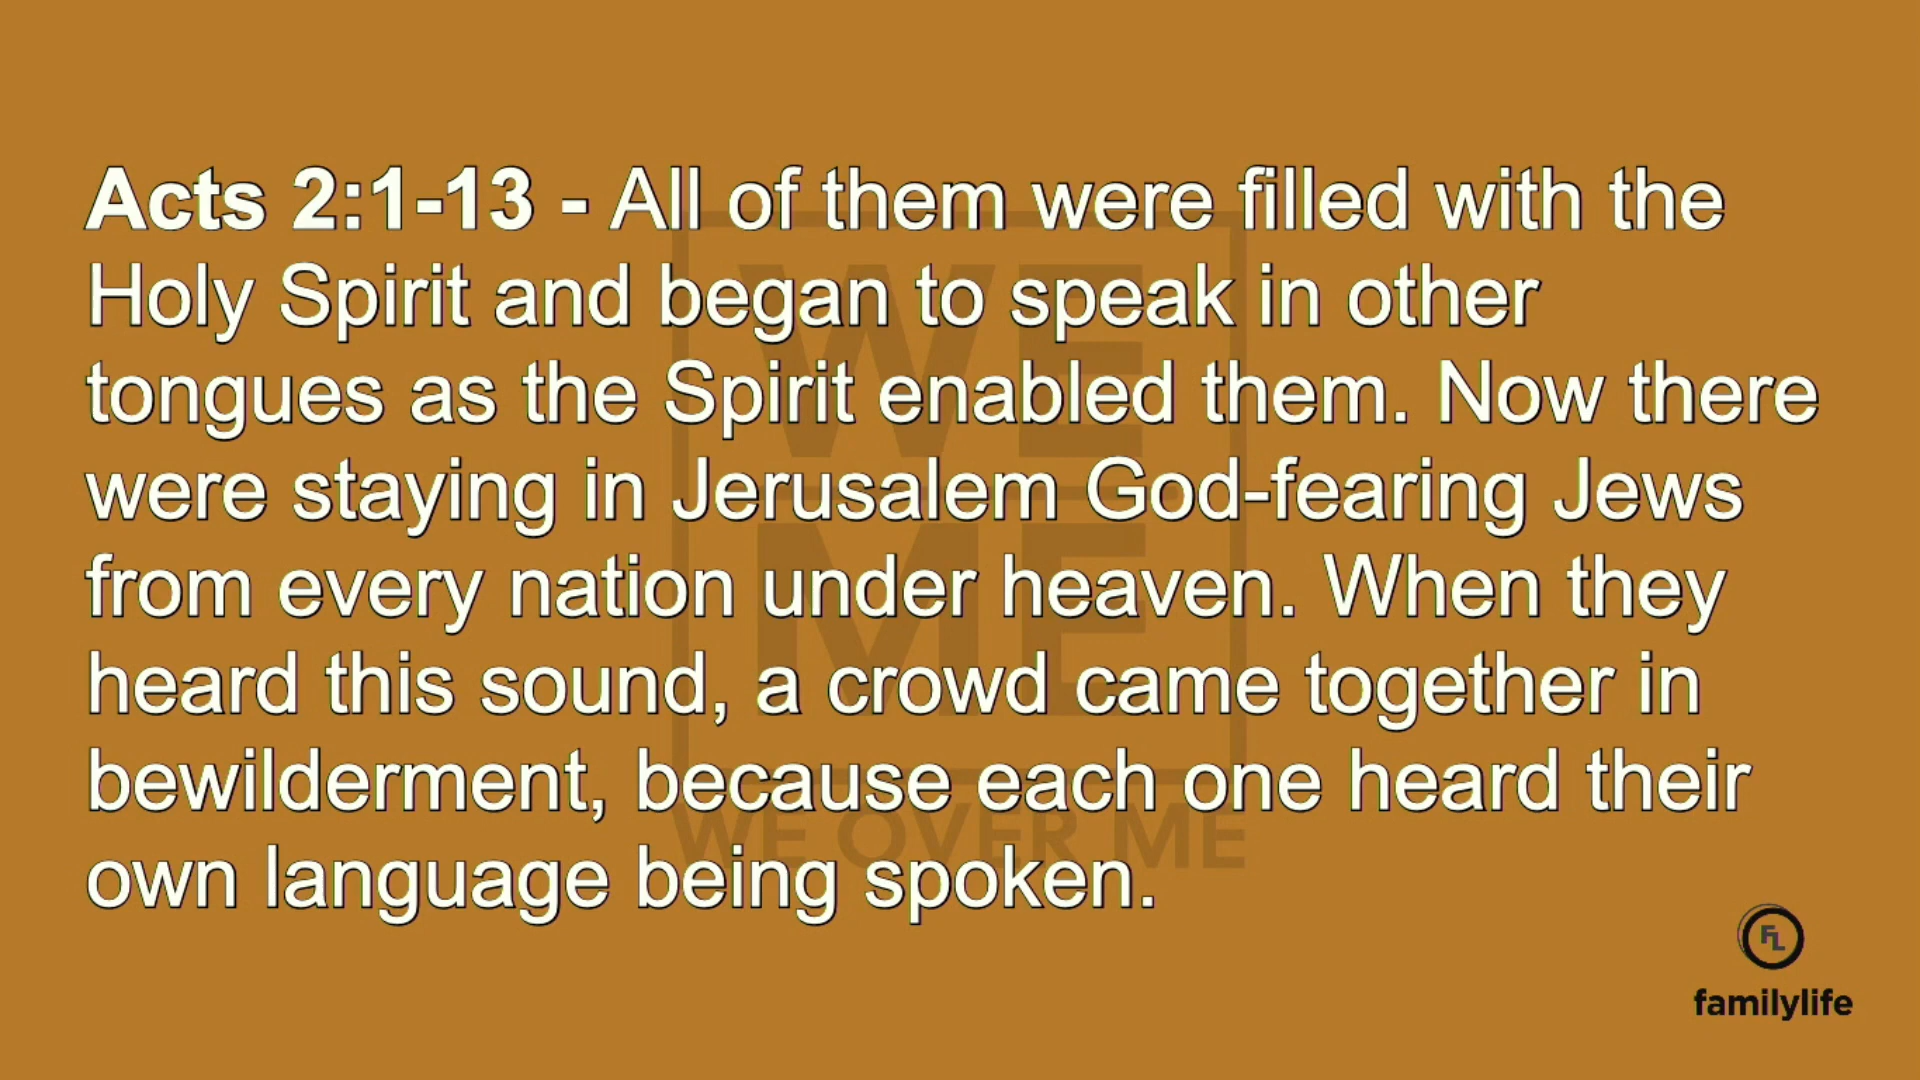 Acts 2:1-13 - All of them were filled with the
Holy Spirit and began to speak in other
tongues as the Spirit enabled them. Now there
were staying in Jerusalem God-fearing Jews
from every nation under heaven. When they
heard this sound, a crowd came together in
bewilderment, because each one heard their
own language being spoken.
WE
ME
WE OVER ME
FL
familylife